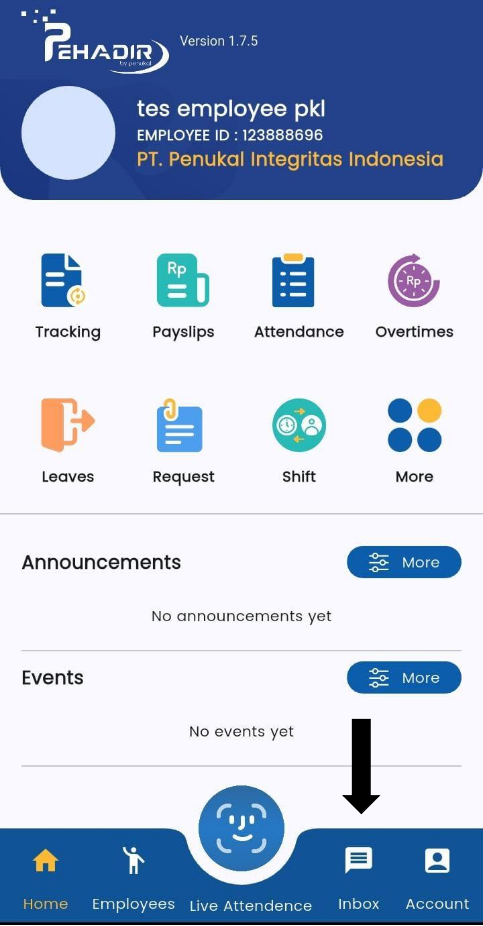 PEHADIR
by penukal
Version 1.7.5
tes employee pkl
EMPLOYEE ID : 123888696
PT. Penukal Integritas Indonesia
Rp
Rp
Tracking Payslips Attendance Overtimes
Leaves Request Shift More
Announcements More
No announcements yet
Events More
No events yet
Home Employees Live Attendence Inbox Account